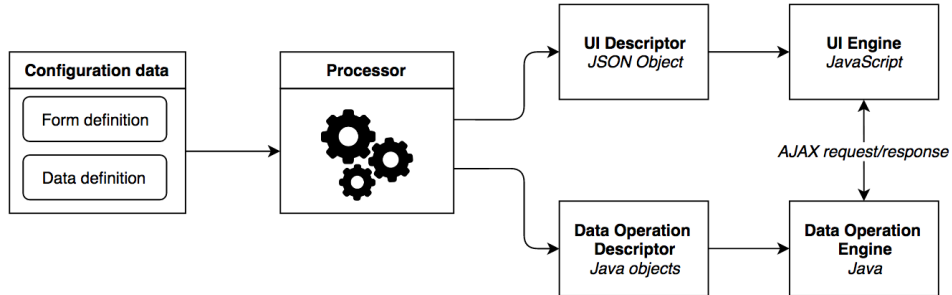 Configuration data
Form definition
Data definition
Processor
UI Descriptor
JSON Object
UI Engine
JavaScript
AJAX request/response
Data Operation
Descriptor
Java objects
Data Operation
Engine
Java